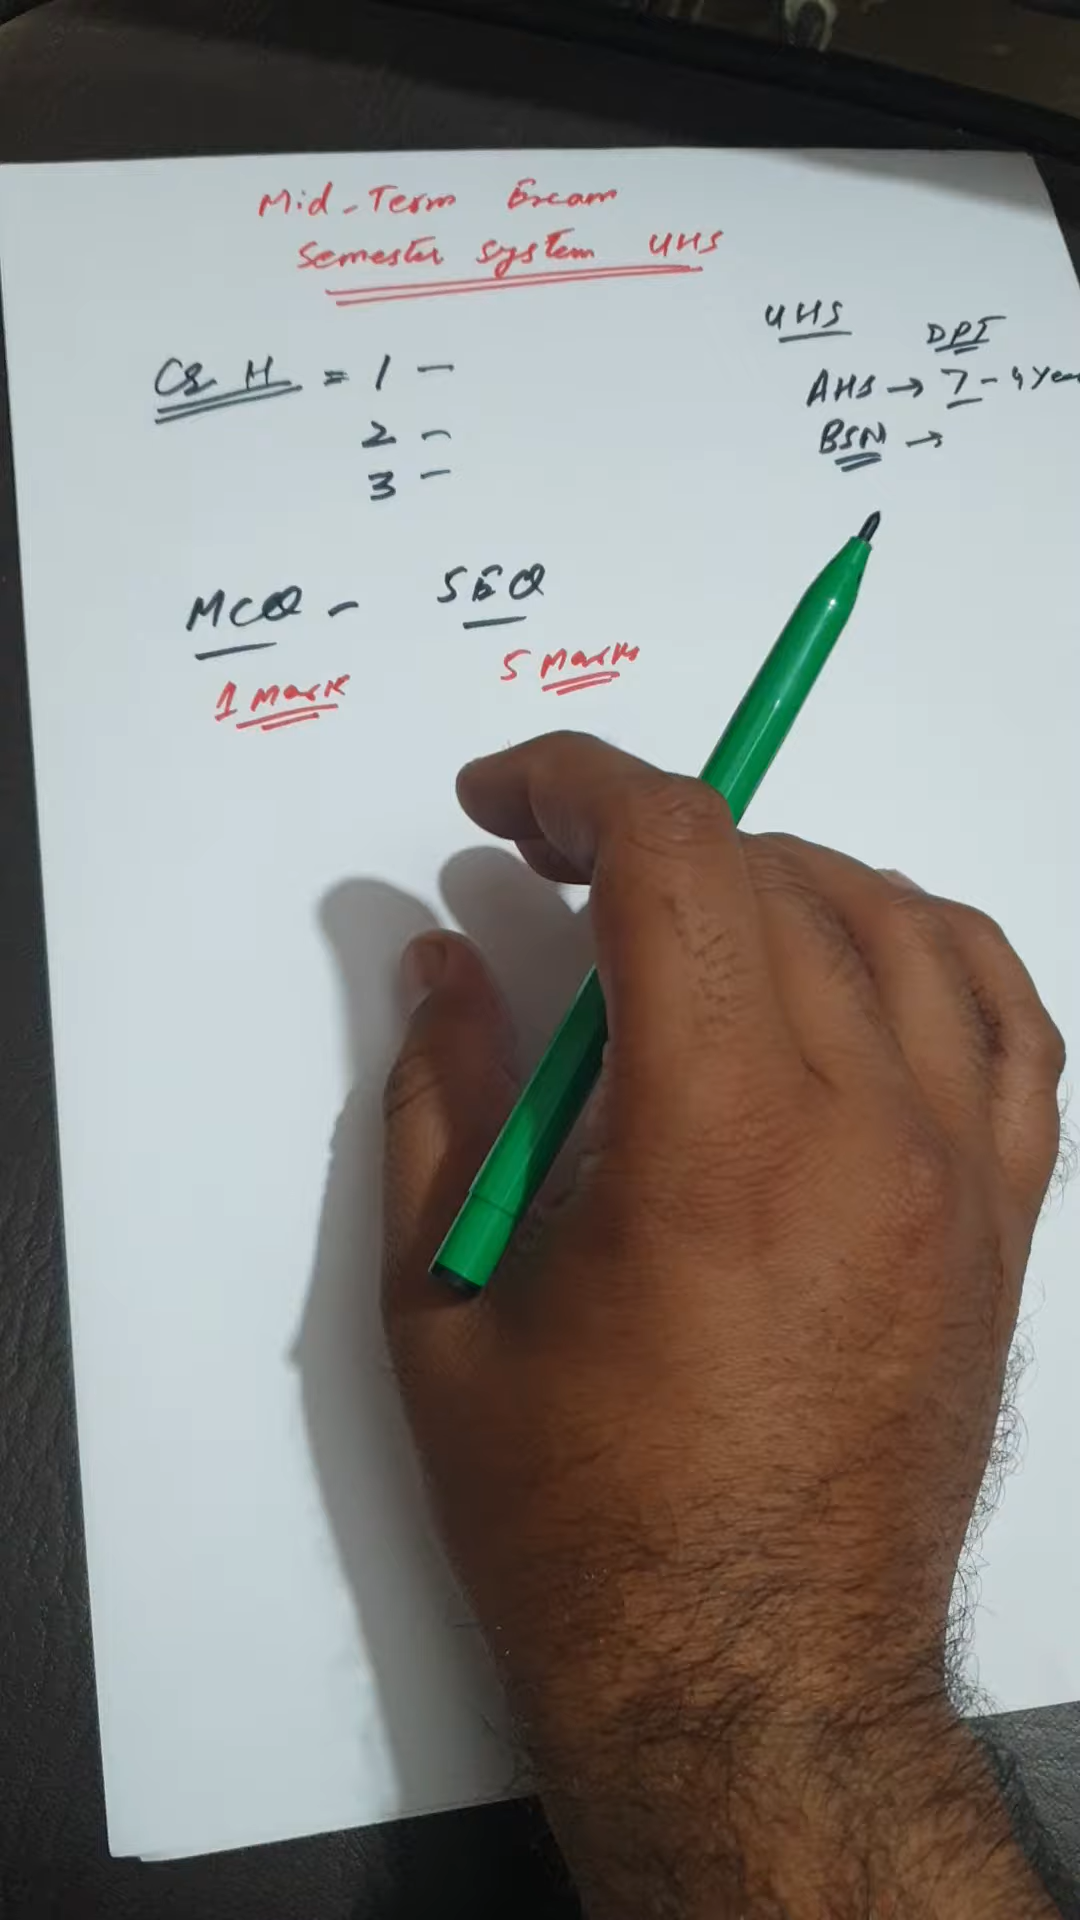 Mid-Term Exam
Semester System UHS
UHS DPT
Cr H = 1 -
AHS → 7 - 4 Year
2 -
BSN →
3 -
MCQ - SEQ
1 Mark 5 Marks